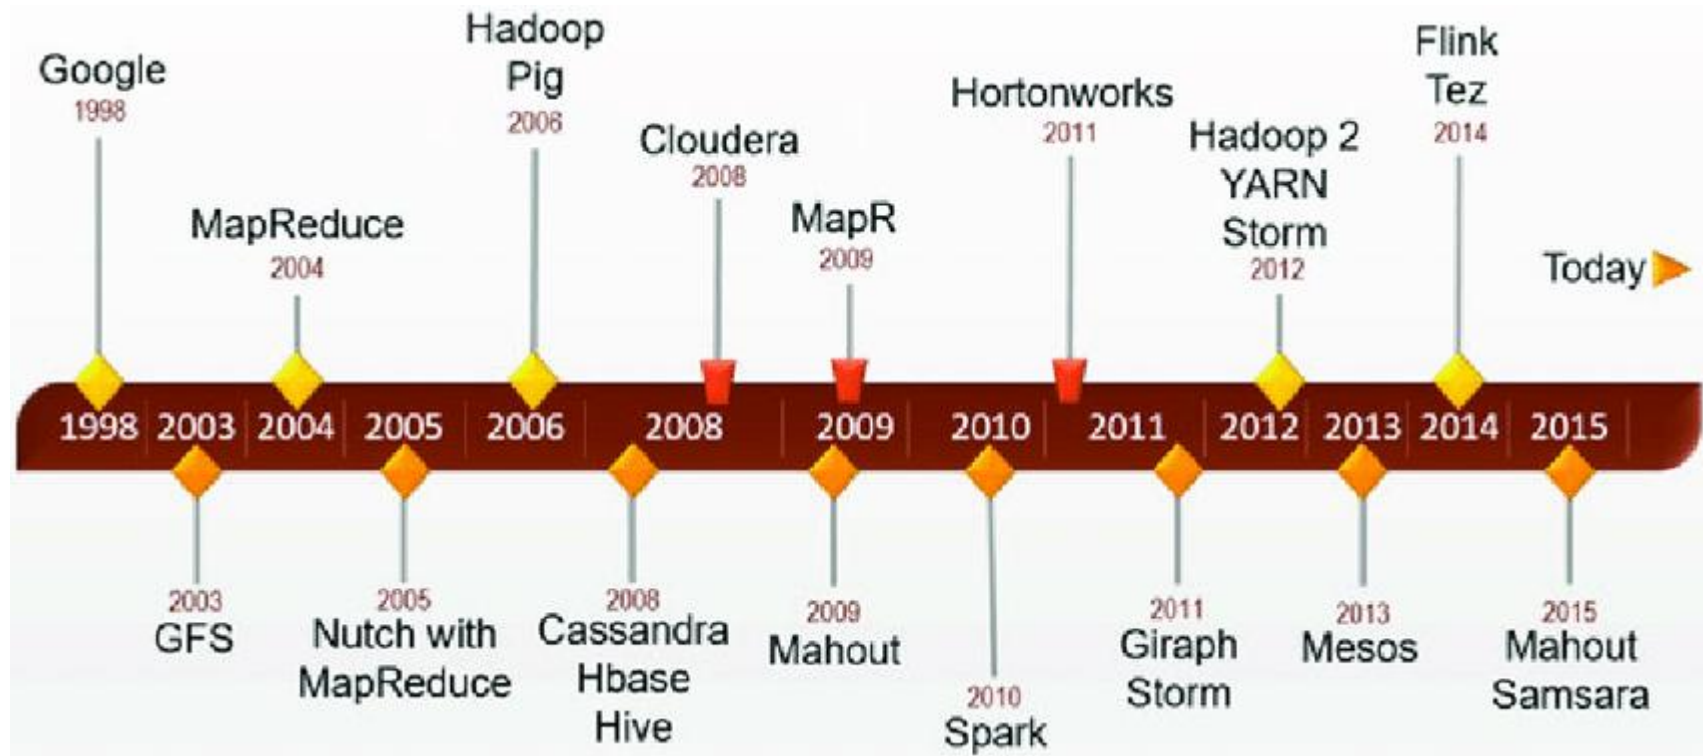 Google
1998
MapReduce
2004
Hadoop
Pig
2006
Cloudera
2008
MapR
2009
Hortonworks
2011
Hadoop 2
YARN
Storm
2012
Flink
Tez
2014
Today
1998 2003 2004 2005 2006 2008 2009 2010 2011 2012 2013 2014 2015
2003
GFS
2005
Nutch with
MapReduce
2008
Cassandra
Hbase
Hive
2009
Mahout
2010
Spark
2011
Giraph
Storm
2013
Mesos
2015
Mahout
Samsara